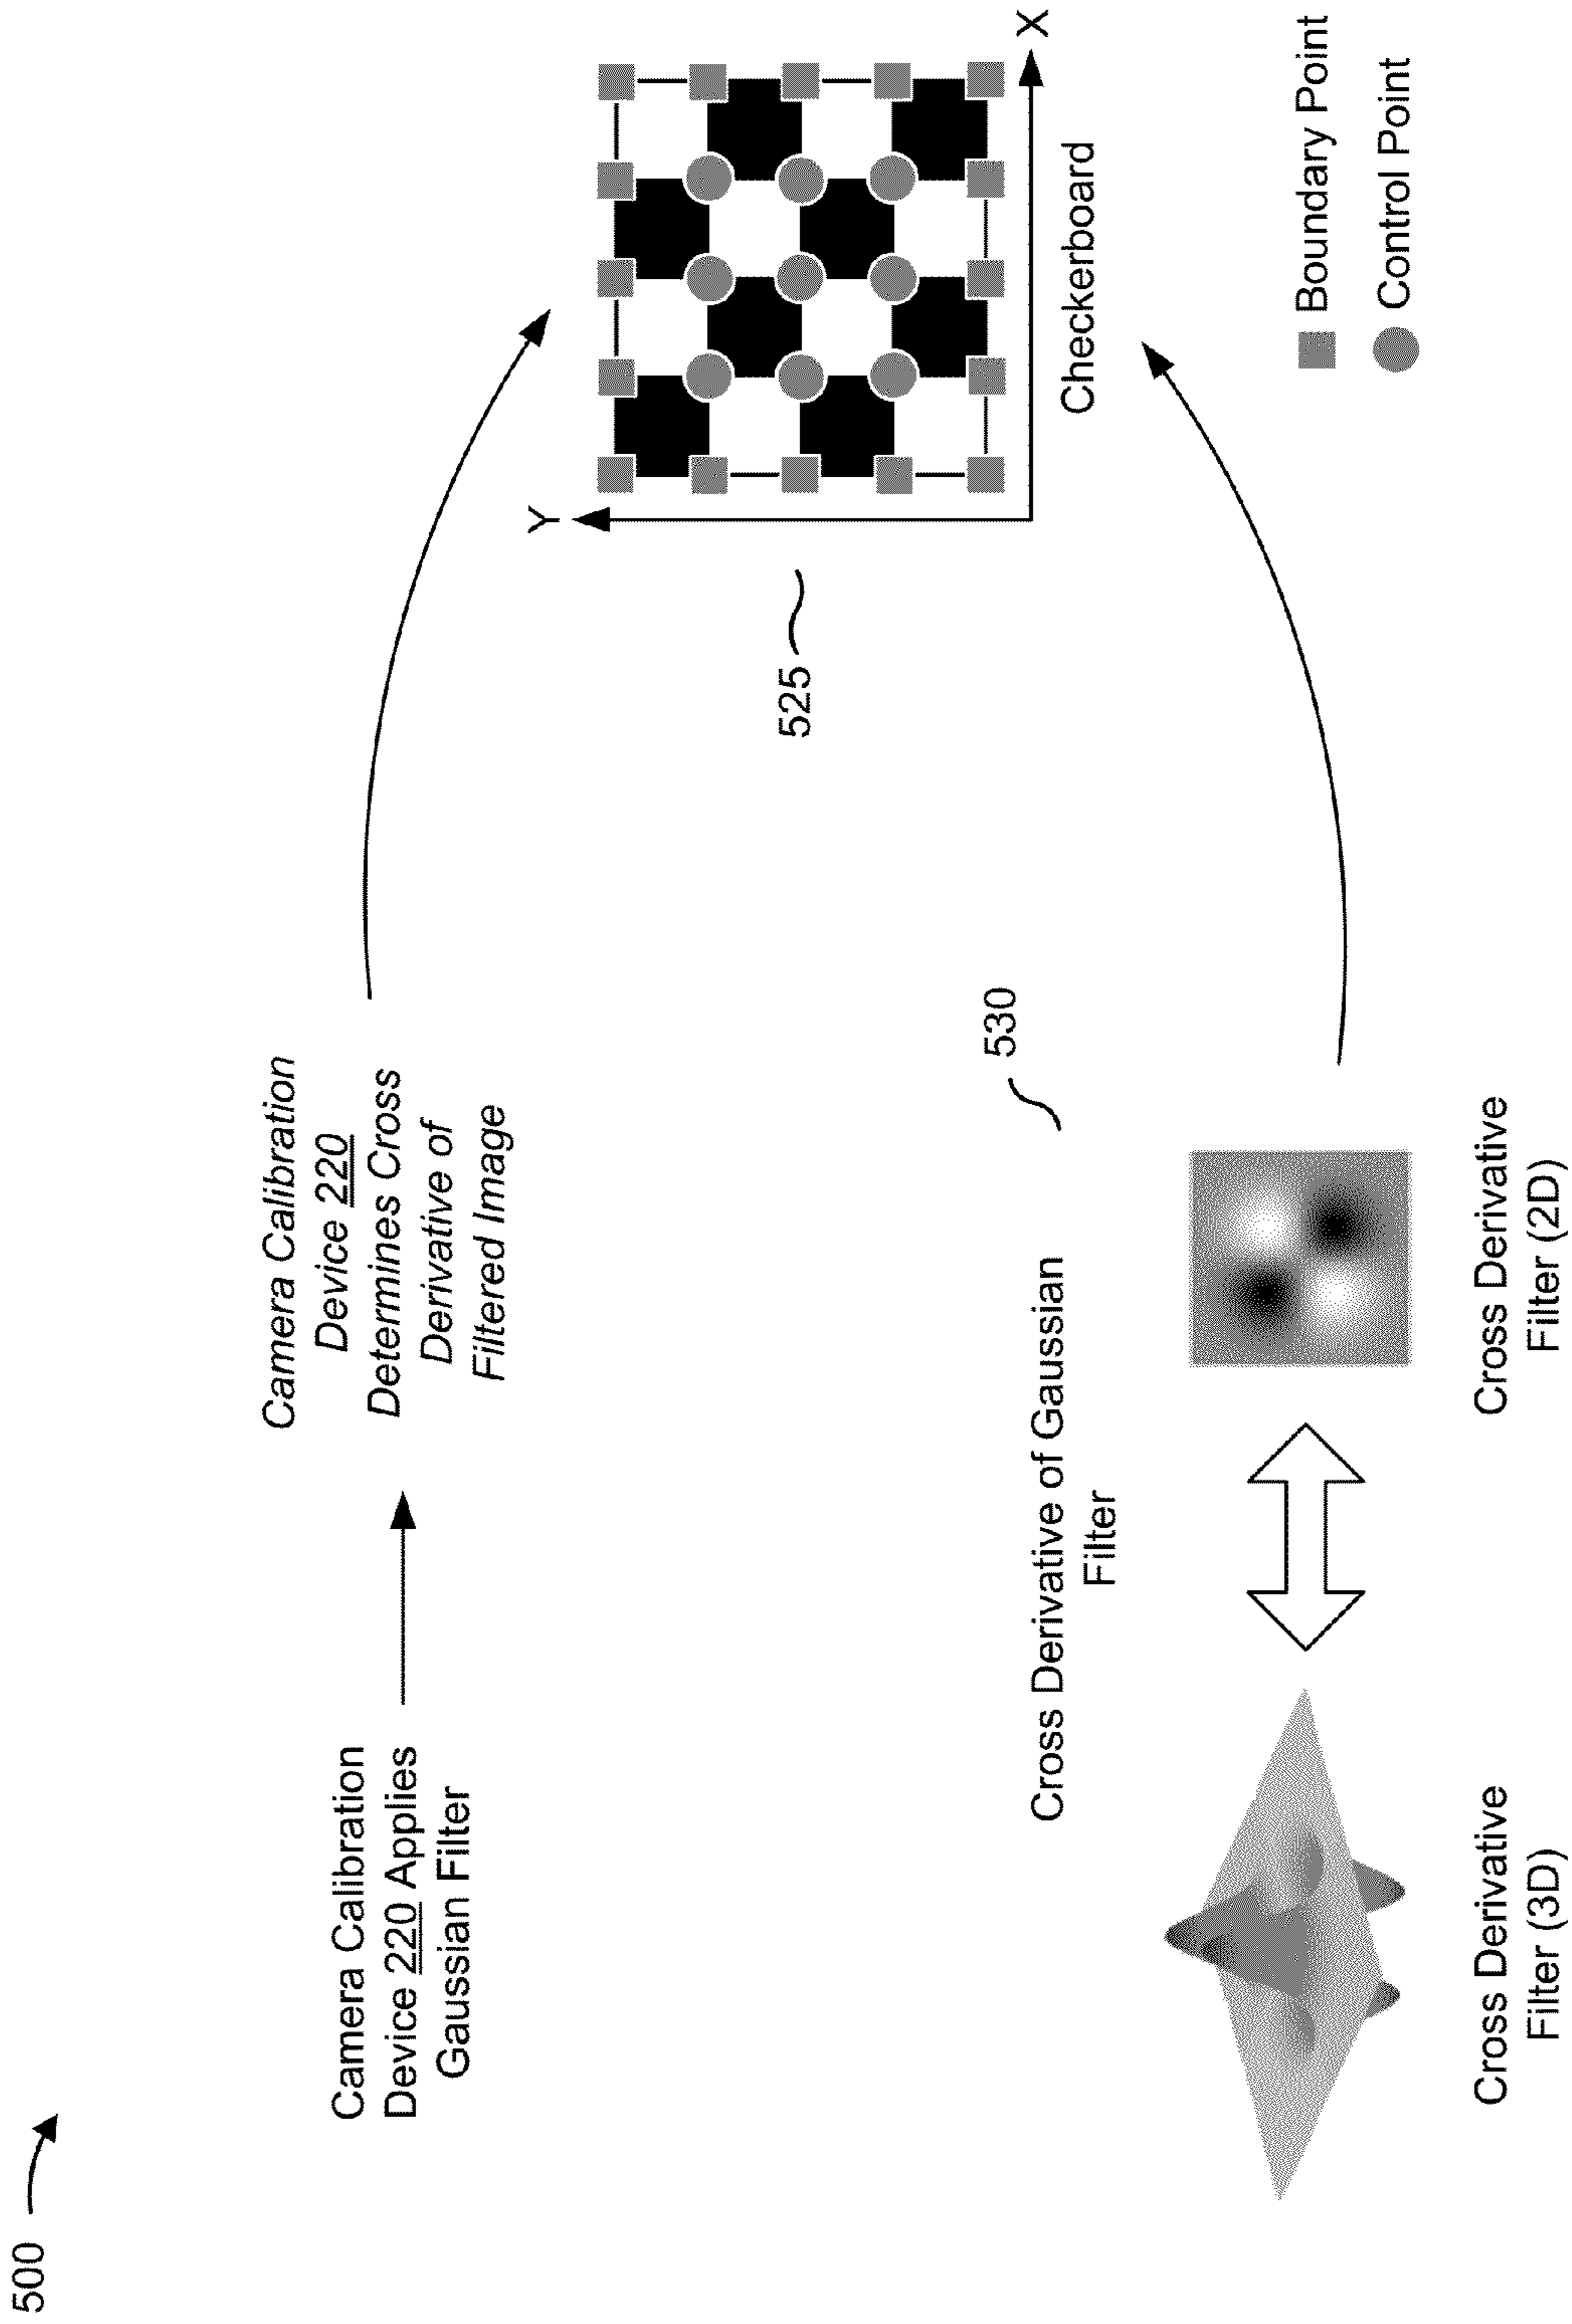 500
Camera Calibration
Device 220 Applies
Gaussian Filter
Camera Calibration
Device 220
Determines Cross
Derivative of
Filtered Image
Y
X
525
Checkerboard
Cross Derivative of Gaussian
Filter
530
Cross Derivative
Filter (3D)
Cross Derivative
Filter (2D)
Boundary Point
Control Point